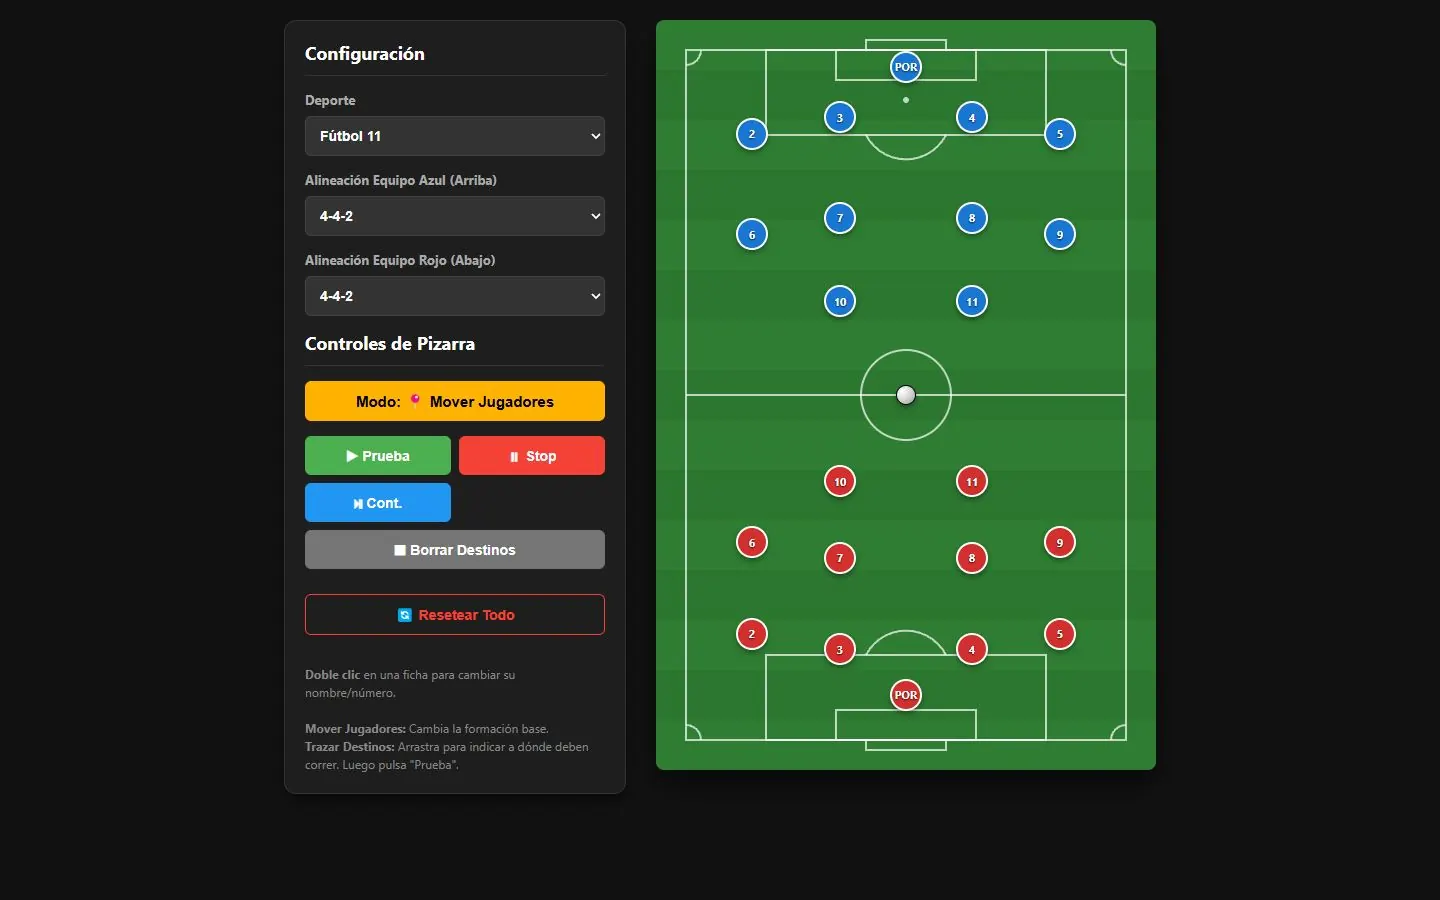 Configuración
Deporte
Fútbol 11
Alineación Equipo Azul (Arriba)
4-4-2
Alineación Equipo Rojo (Abajo)
4-4-2
Controles de Pizarra
Modo: 📍 Mover Jugadores
▶ Prueba
⏸ Stop
⏯ Cont.
⏹ Borrar Destinos
🔄 Resetear Todo
Doble clic en una ficha para cambiar su
nombre/número.
Mover Jugadores: Cambia la formación base.
Trazar Destinos: Arrastra para indicar a dónde deben
correr. Luego pulsa "Prueba".
POR
3 4
2 5
7 8
6 9
10 11
10 11
6 9
7 8
2 5
3 4
POR